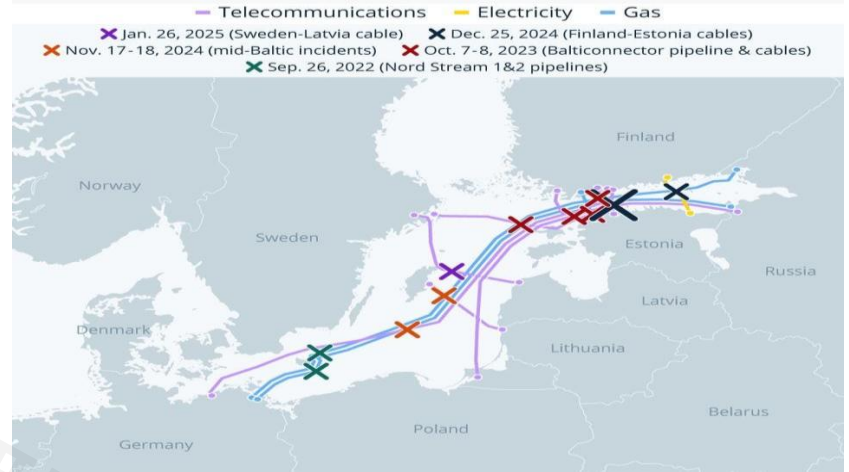 Telecommunications Electricity Gas
Jan. 26, 2025 (Sweden-Latvia cable) Dec. 25, 2024 (Finland-Estonia cables)
Nov. 17-18, 2024 (mid-Baltic incidents) Oct. 7-8, 2023 (Balticonnector pipeline & cables)
Sep. 26, 2022 (Nord Stream 1&2 pipelines)
Finland
Norway
Sweden
Estonia
Russia
Latvia
Denmark
Lithuania
Belarus
Poland
Germany